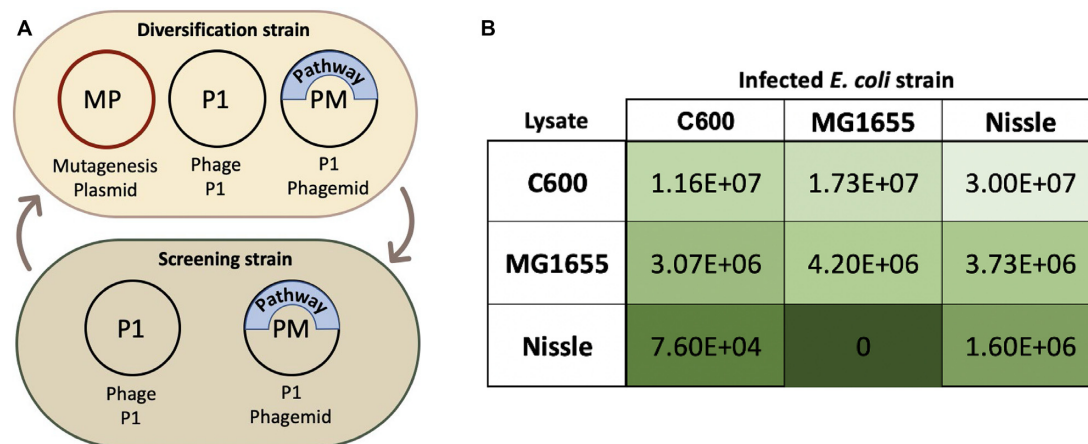 A
Diversification strain
MP
P1
Pathway
PM
Mutagenesis
Plasmid
Phage
P1
P1
Phagemid
Screening strain
P1
Pathway
PM
Phage
P1
P1
Phagemid
B
Infected E. coli strain
Lysate C600 MG1655 Nissle
C600 1.16E+07 1.73E+07 3.00E+07
MG1655 3.07E+06 4.20E+06 3.73E+06
Nissle 7.60E+04 0 1.60E+06